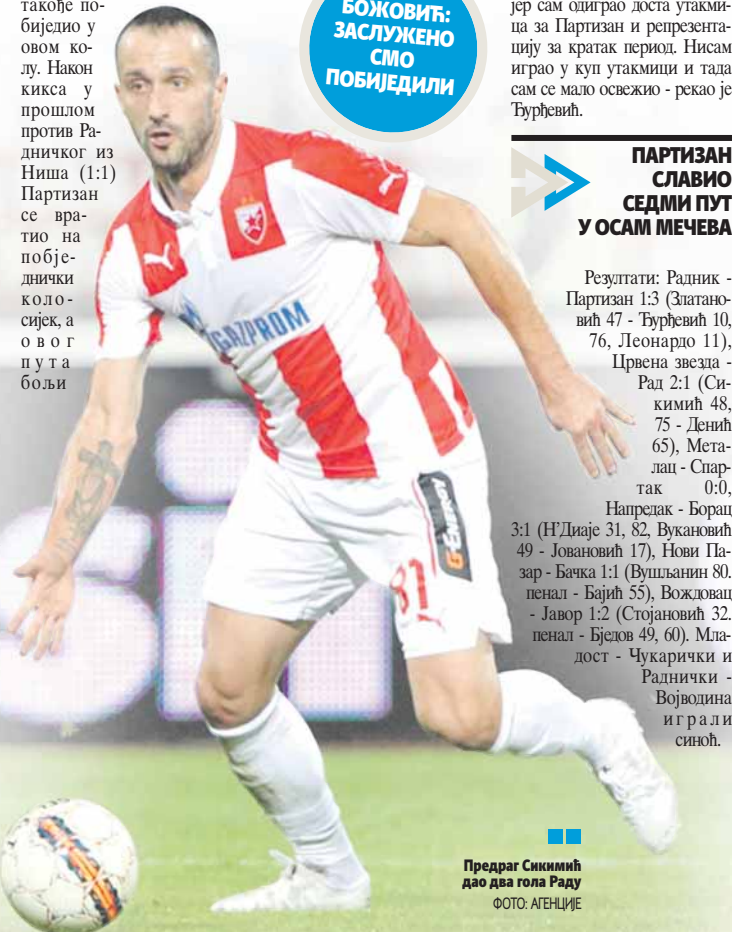 такође по-
биједио у
овом ко-
лу. Након
кикса у
прошлом
против Ра-
дничког из
Ниша (1:1)
Партизан
се вра-
тио на
побје-
днички
коло-
сијек, а
овог
пута
бољи
БОЖОВИЋ:
ЗАСЛУЖЕНО
СМО
ПОБИЈЕДИЛИ
јер сам одиграо доста утакми-
ца за Партизан и репрезента-
цију за кратак период. Нисам
играо у куп утакмици и тада
сам се мало освежио - рекао је
Ђурђевић.
ПАРТИЗАН
СЛАВИО
СЕДМИ ПУТ
У ОСАМ МЕЧЕВА
Резултати: Радник -
Партизан 1:3 (Златано-
вић 47 - Ђурђевић 10,
76, Леонардо 11),
Црвена звезда -
Рад 2:1 (Си-
кимић 48,
75 - Денић
65), Мета-
лац - Спар-
так 0:0,
Напредак - Борац
3:1 (Н'Диаје 31, 82, Вукановић
49 - Јовановић 17), Нови Па-
зар - Бачка 1:1 (Вушљанин 80.
пенал - Бајић 55), Вождовац
- Јавор 1:2 (Стојановић 32.
пенал - Бједов 49, 60). Мла-
дост - Чукарички и
Раднички -
Војводина
играли
синоћ.
GAZPROM
G-ENERGY
91
Предраг Сикимић
дао два гола Раду
ФОТО: АГЕНЦИЈЕ